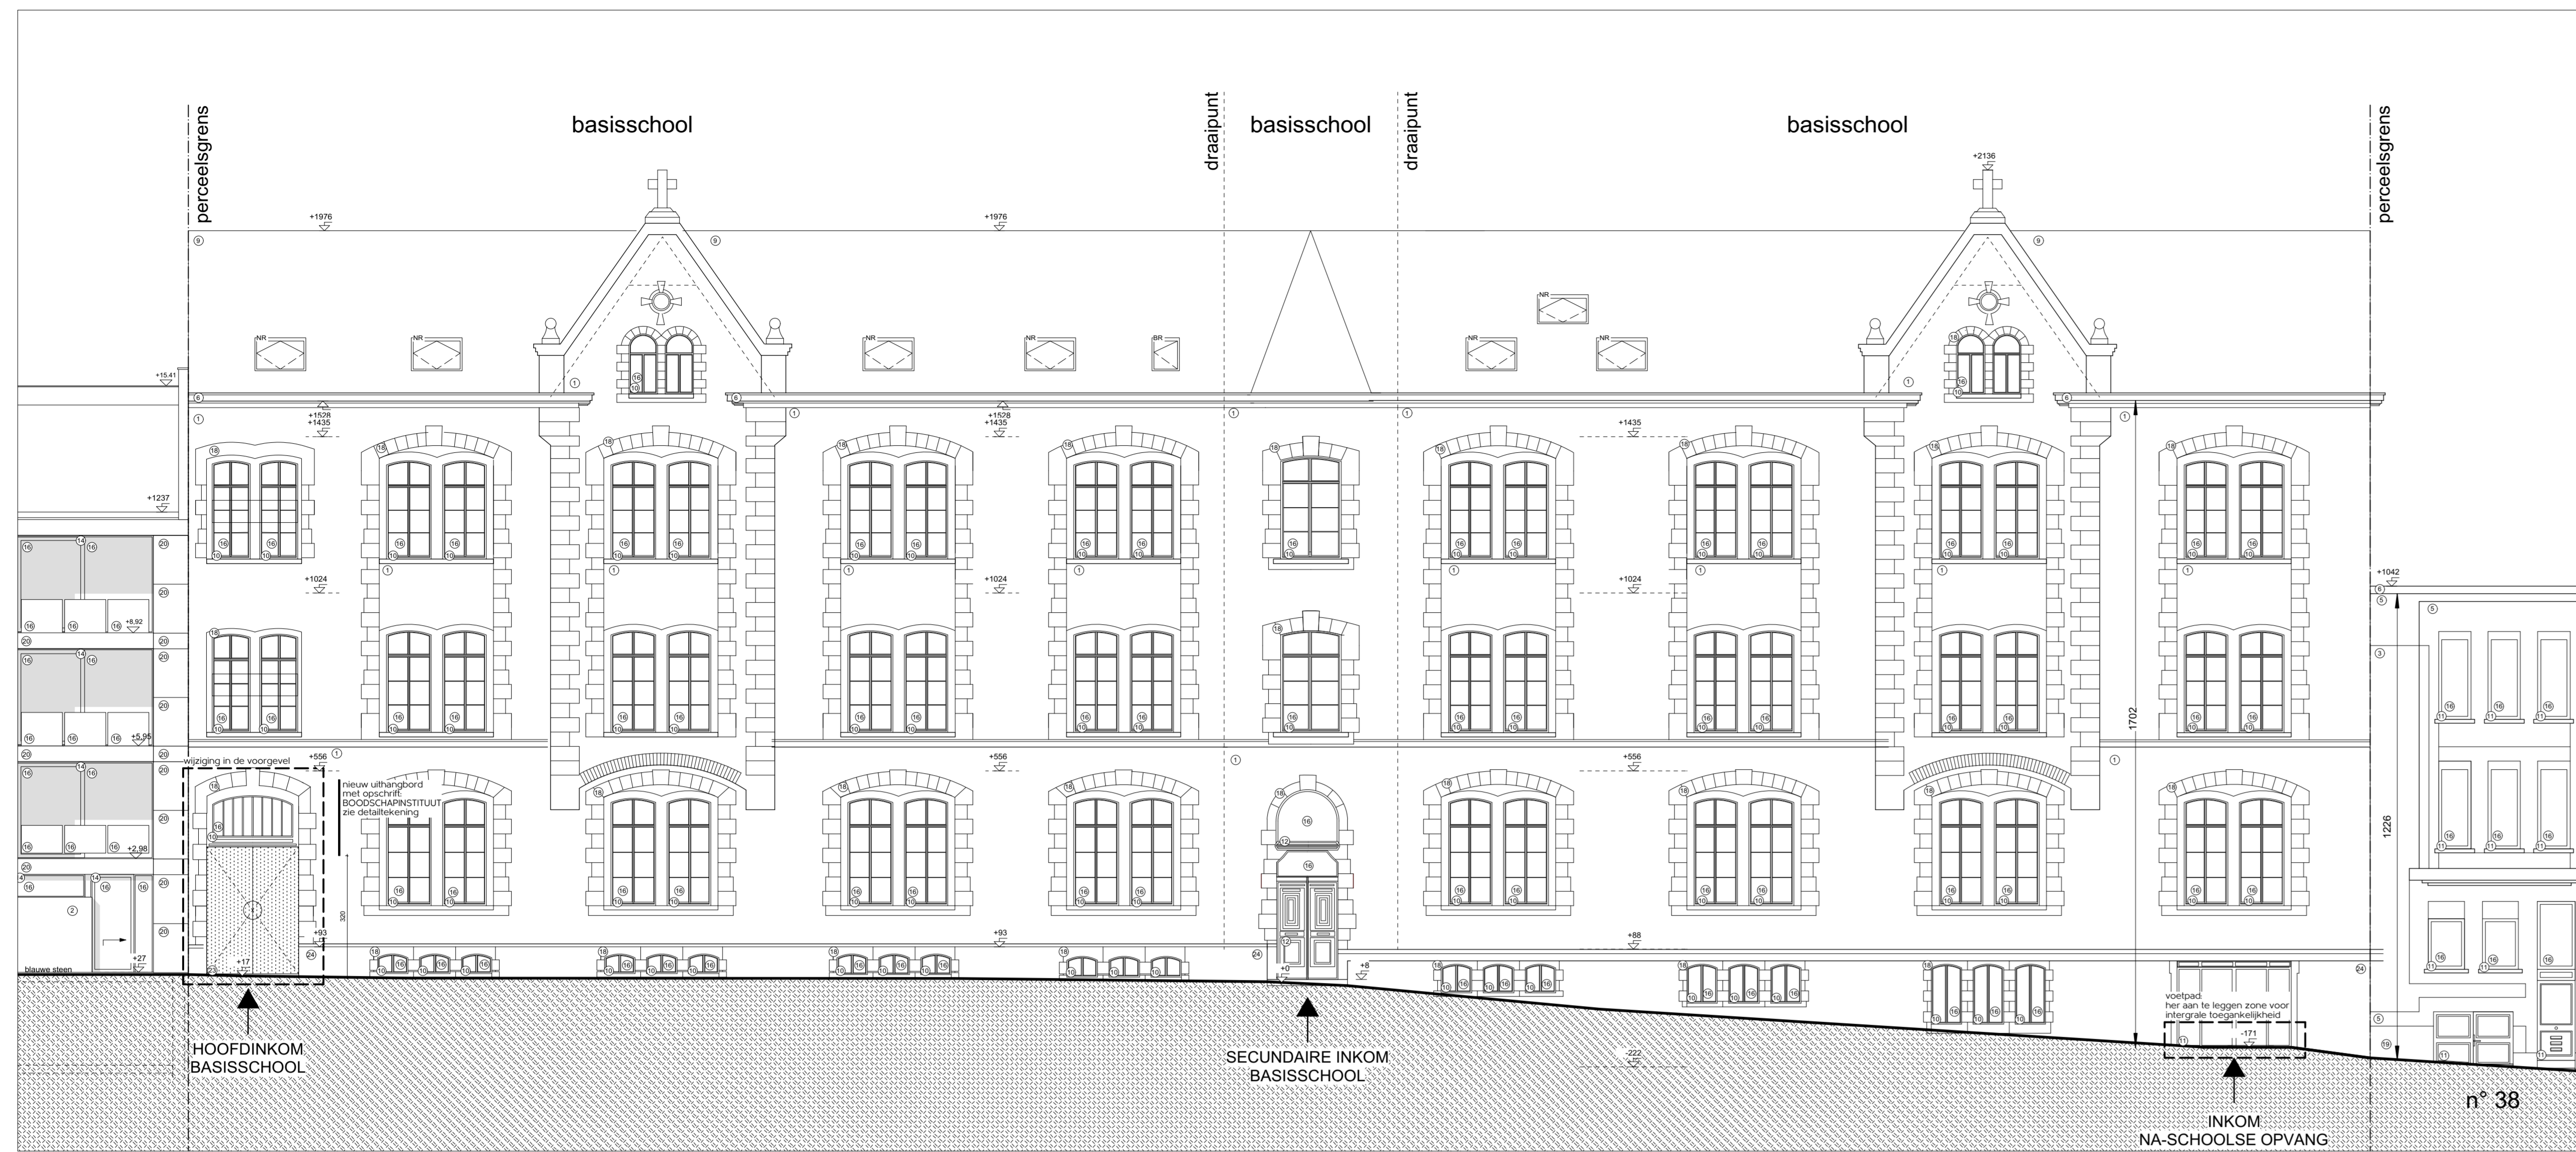 basisschool
basisschool
basisschool
perceelsgrens
draaipunt
draaipunt
perceelsgrens
+2136
+1976
+1976
9
9
9
NR
NR
NR
NR
BR
NR
NR
NR
+15.41
+1528
+1435
+1528
+1435
+1435
+1237
+1024
+1024
+1024
+1042
+8,92
+5,95
+2,98
+556
+556
+556
wijziging in de voorgevel
nieuw uithangbord
met opschrift:
BOODSCHAPINSTITUUT
zie detailtekening
320
1702
1226
+93
+93
+88
+27
+17
+0
+8
blauwe steen
voetpad:
her aan te leggen zone voor
intergrale toegankelijkheid
-171
-222
HOOFDINKOM
BASISSCHOOL
SECUNDAIRE INKOM
BASISSCHOOL
INKOM
NA-SCHOOLSE OPVANG
n° 38